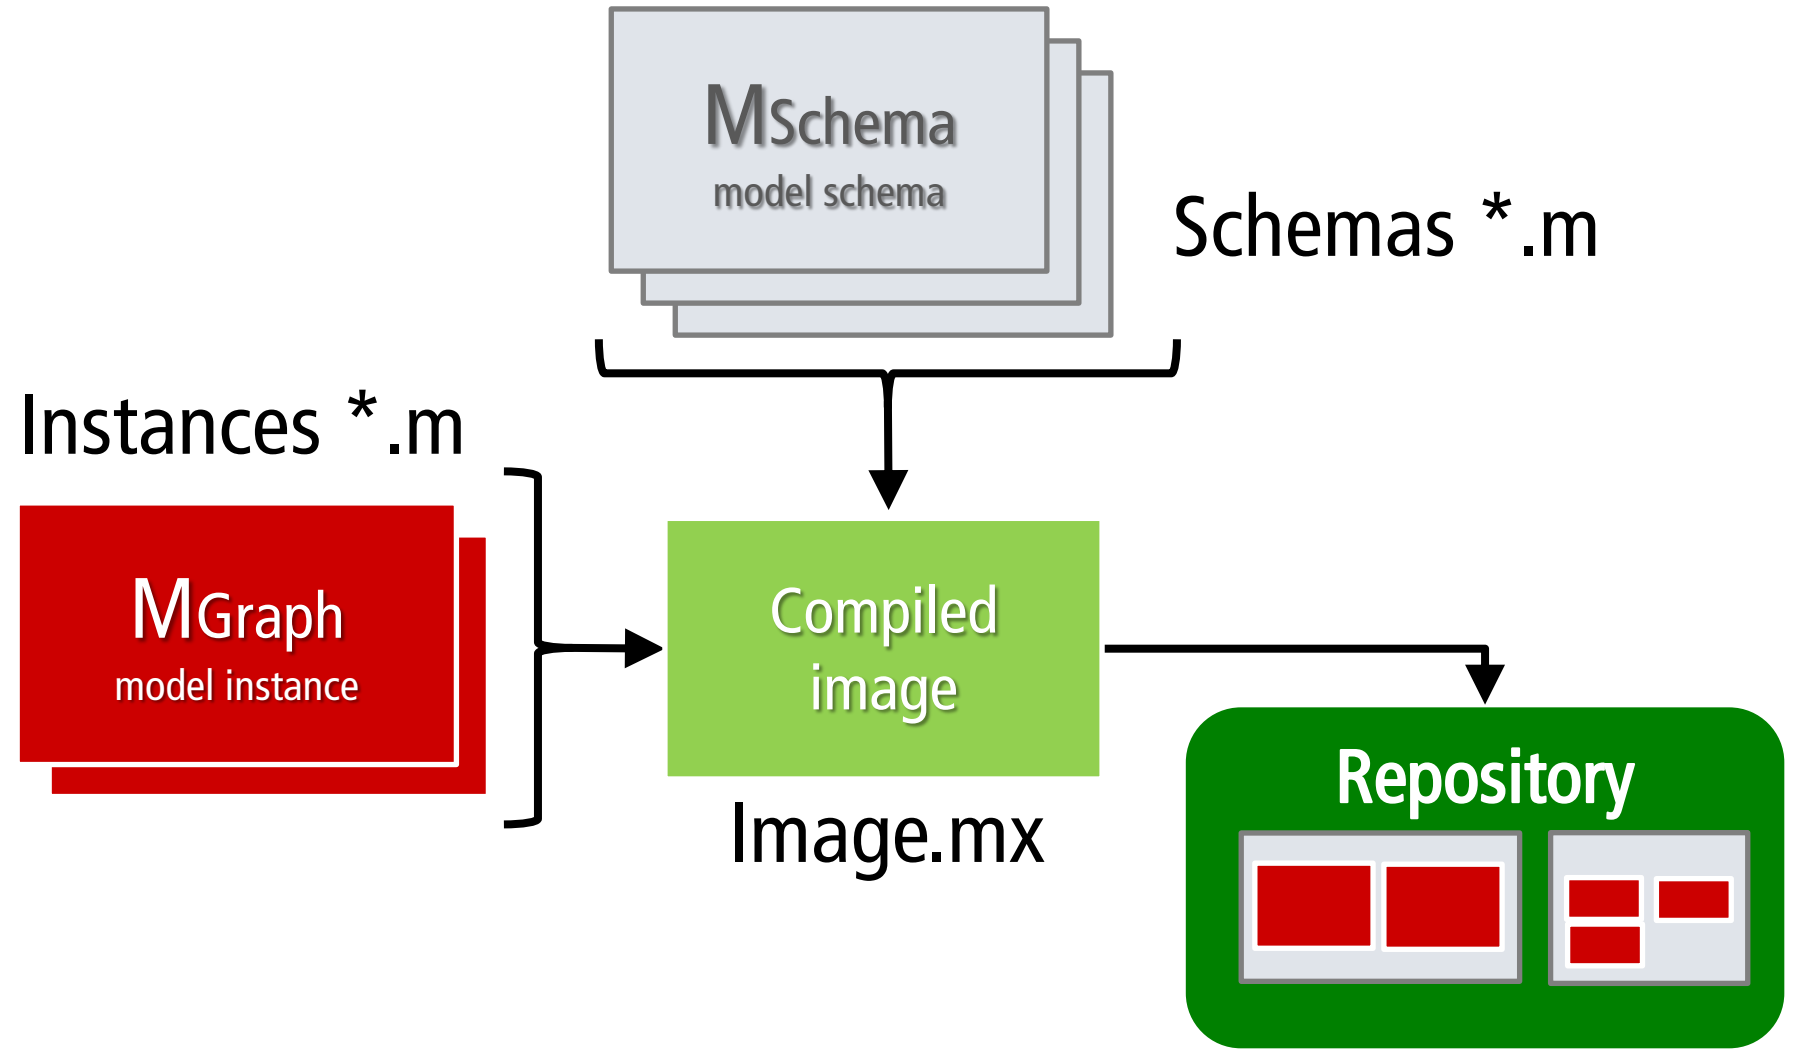 MSchema
model schema
Schemas *.m
Instances *.m
MGraph
model instance
Compiled
image
Image.mx
Repository